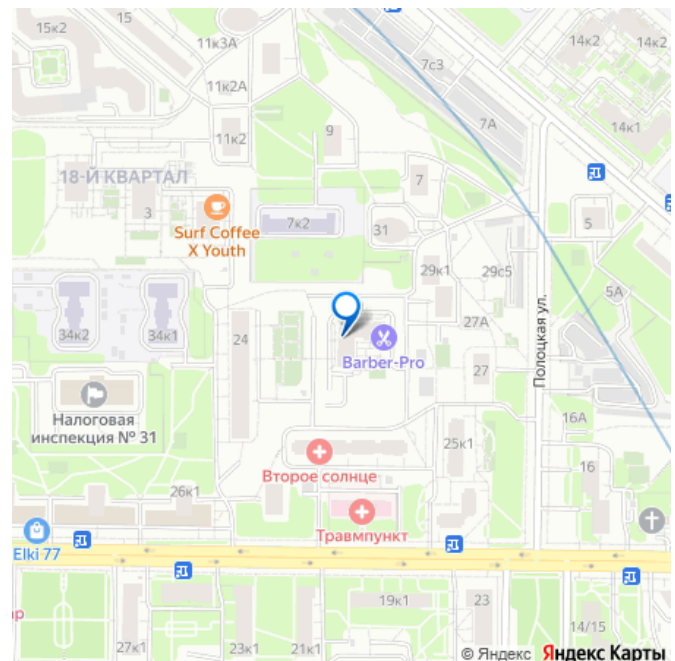 15к2
11к3А
14к2
14к2
7с3
11к2А
7А
14к1
11к2
9
18-Й КВАРТАЛ
7
3
Surf Coffee
X Youth
7к2
31
5
29к1
29с5
5А
34к2
34к1
24
27А
Barber-Pro
27
Полоцкая ул.
Налоговая
инспекция № 31
16А
25к1
16
Второе солнце
26к1
Травмпункт
Elki 77
ар
19к1
23
14/15
27к1
23к1
21к1
© Яндекс Яндекс Карты